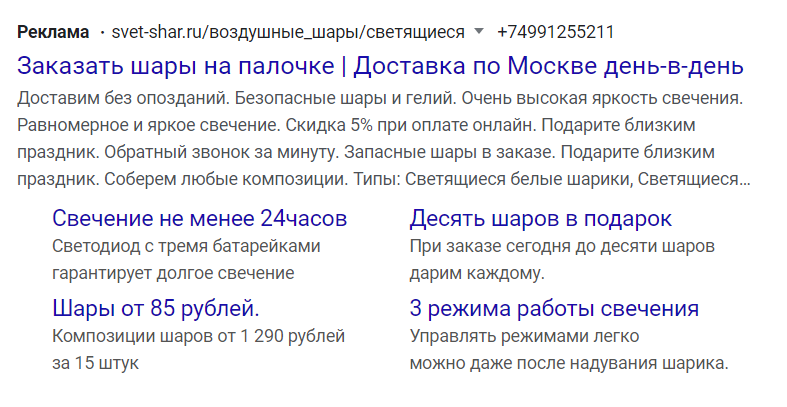 Реклама · svet-shar.ru/воздушные_шары/светящиеся +74991255211
Заказать шары на палочке | Доставка по Москве день-в-день
Доставим без опозданий. Безопасные шары и гелий. Очень высокая яркость свечения.
Равномерное и яркое свечение. Скидка 5% при оплате онлайн. Подарите близким
праздник. Обратный звонок за минуту. Запасные шары в заказе. Подарите близким
праздник. Соберем любые композиции. Типы: Светящиеся белые шарики, Светящиеся...
Свечение не менее 24часов
Светодиод с тремя батарейками
гарантирует долгое свечение
Десять шаров в подарок
При заказе сегодня до десяти шаров
дарим каждому.
Шары от 85 рублей.
Композиции шаров от 1 290 рублей
за 15 штук
3 режима работы свечения
Управлять режимами легко
можно даже после надувания шарика.